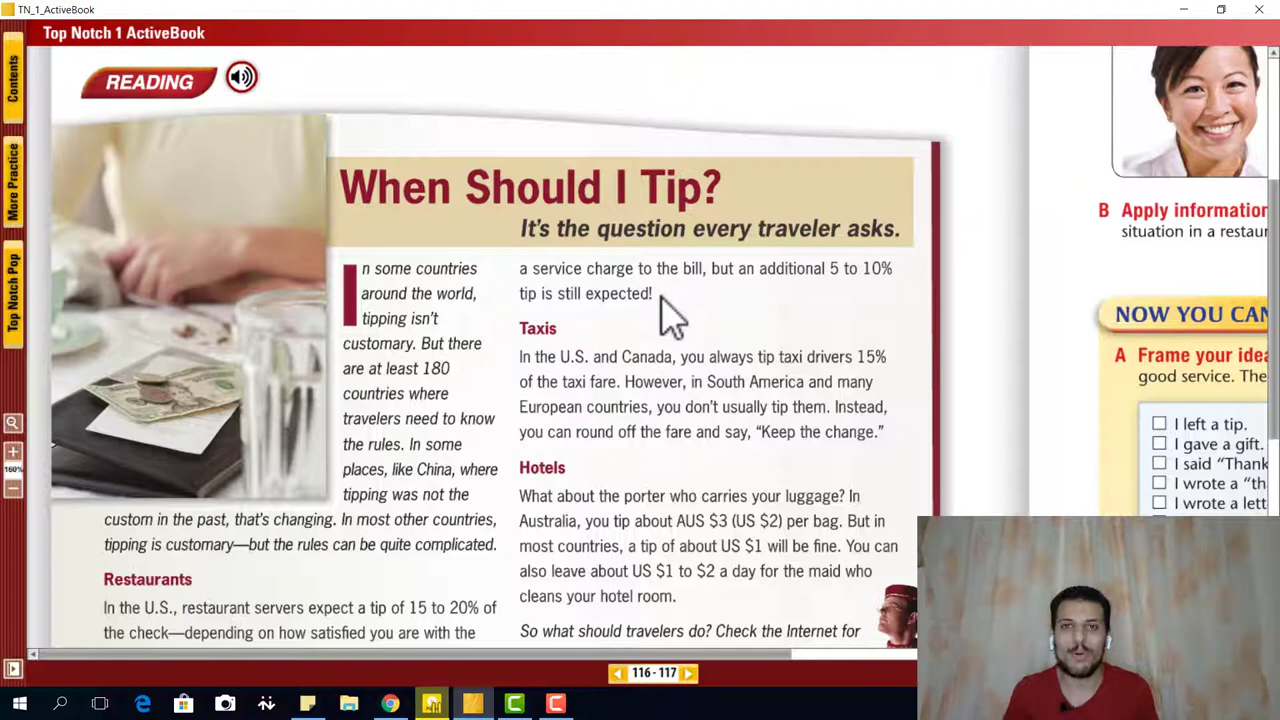 TN_1_ActiveBook
Top Notch 1 ActiveBook
Contents
More Practice
Top Notch Pop
160%
READING
When Should I Tip?
It's the question every traveler asks.
In some countries
around the world,
tipping isn't
customary. But there
are at least 180
countries where
travelers need to know
the rules. In some
places, like China, where
tipping was not the
custom in the past, that's changing. In most other countries,
tipping is customary—but the rules can be quite complicated.
Restaurants
In the U.S., restaurant servers expect a tip of 15 to 20% of
the check—depending on how satisfied you are with the
a service charge to the bill, but an additional 5 to 10%
tip is still expected!
Taxis
In the U.S. and Canada, you always tip taxi drivers 15%
of the taxi fare. However, in South America and many
European countries, you don't usually tip them. Instead,
you can round off the fare and say, “Keep the change.”
Hotels
What about the porter who carries your luggage? In
Australia, you tip about AUS $3 (US $2) per bag. But in
most countries, a tip of about US $1 will be fine. You can
also leave about US $1 to $2 a day for the maid who
cleans your hotel room.
So what should travelers do? Check the Internet for
B Apply information
situation in a restau
NOW YOU CAN
A Frame your idea
good service. The
I left a tip.
I gave a gift.
I said “Thank
I wrote a “th
I wrote a lett
116-117